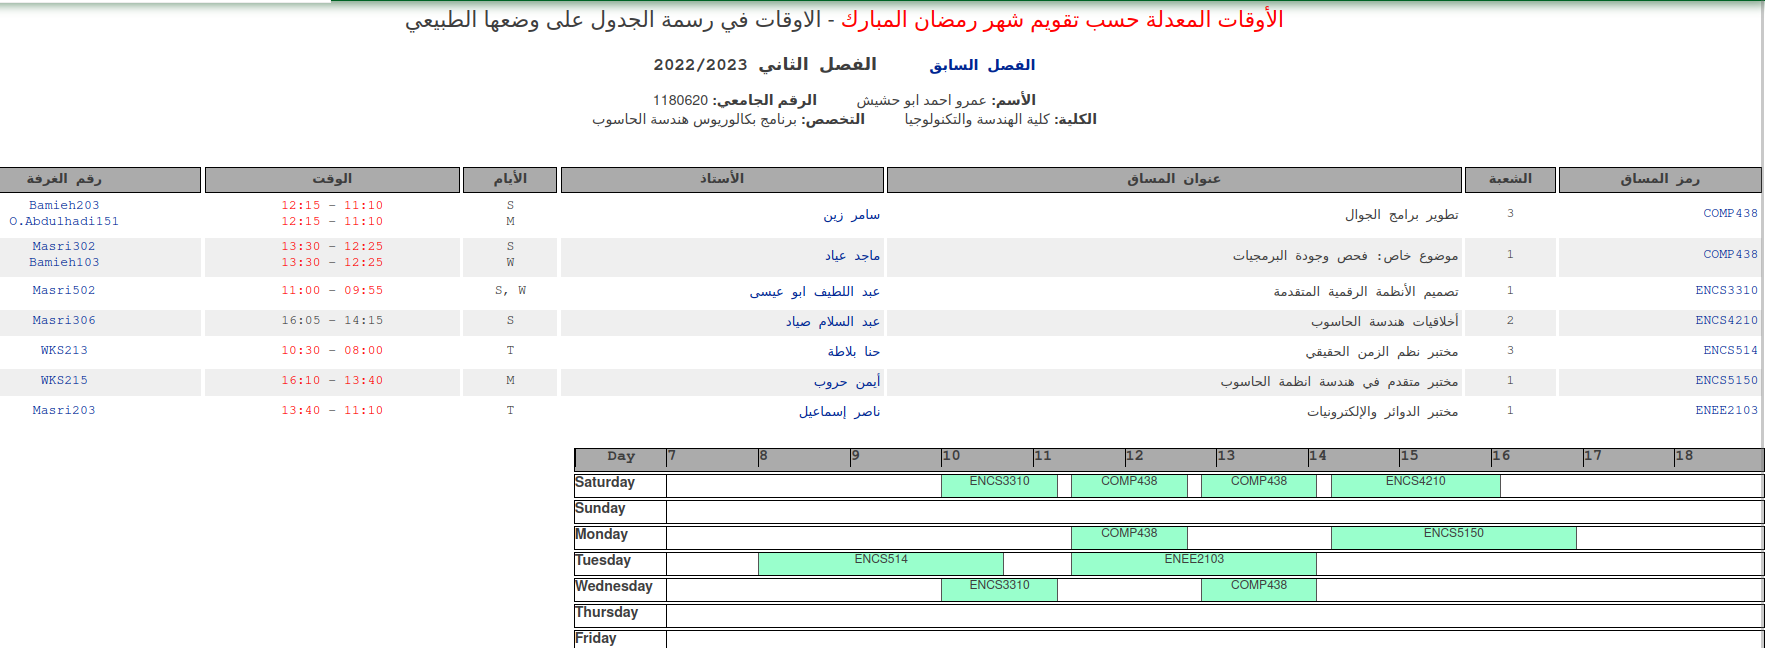 الأوقات المعدلة حسب تقويم شهر رمضان المبارك - الاوقات في رسمة الجدول على وضعها الطبيعي
الفصل السابق الفصل الثاني 2022/2023
الأسم: عمرو احمد ابو حشيش الرقم الجامعي: 1180620
الكلية: كلية الهندسة والتكنولوجيا التخصص: برنامج بكالوريوس هندسة الحاسوب
رمز المساق الشعبة عنوان المساق الأستاذ الأيام الوقت رقم الغرفة
COMP438 3 تطوير برامج الجوال سامر زين S 11:10 - 12:15 Bamieh203
M 11:10 - 12:15 O.Abdulhadi151
COMP438 1 موضوع خاص: فحص وجودة البرمجيات ماجد عياد S 12:25 - 13:30 Masri302
W 12:25 - 13:30 Bamieh103
ENCS3310 1 تصميم الأنظمة الرقمية المتقدمة عبد اللطيف ابو عيسى S, W 09:55 - 11:00 Masri502
ENCS4210 2 أخلاقيات هندسة الحاسوب عبد السلام صياد S 14:15 - 16:05 Masri306
ENCS514 3 مختبر نظم الزمن الحقيقي حنا بلاطة T 08:00 - 10:30 WKS213
ENCS5150 1 مختبر متقدم في هندسة انظمة الحاسوب أيمن حروب M 13:40 - 16:10 WKS215
ENEE2103 1 مختبر الدوائر والإلكترونيات ناصر إسماعيل T 11:10 - 13:40 Masri203
Day 7 8 9 10 11 12 13 14 15 16 17 18
Saturday ENCS3310 COMP438 COMP438 ENCS4210
Sunday
Monday COMP438 ENCS5150
Tuesday ENCS514 ENEE2103
Wednesday ENCS3310 COMP438
Thursday
Friday